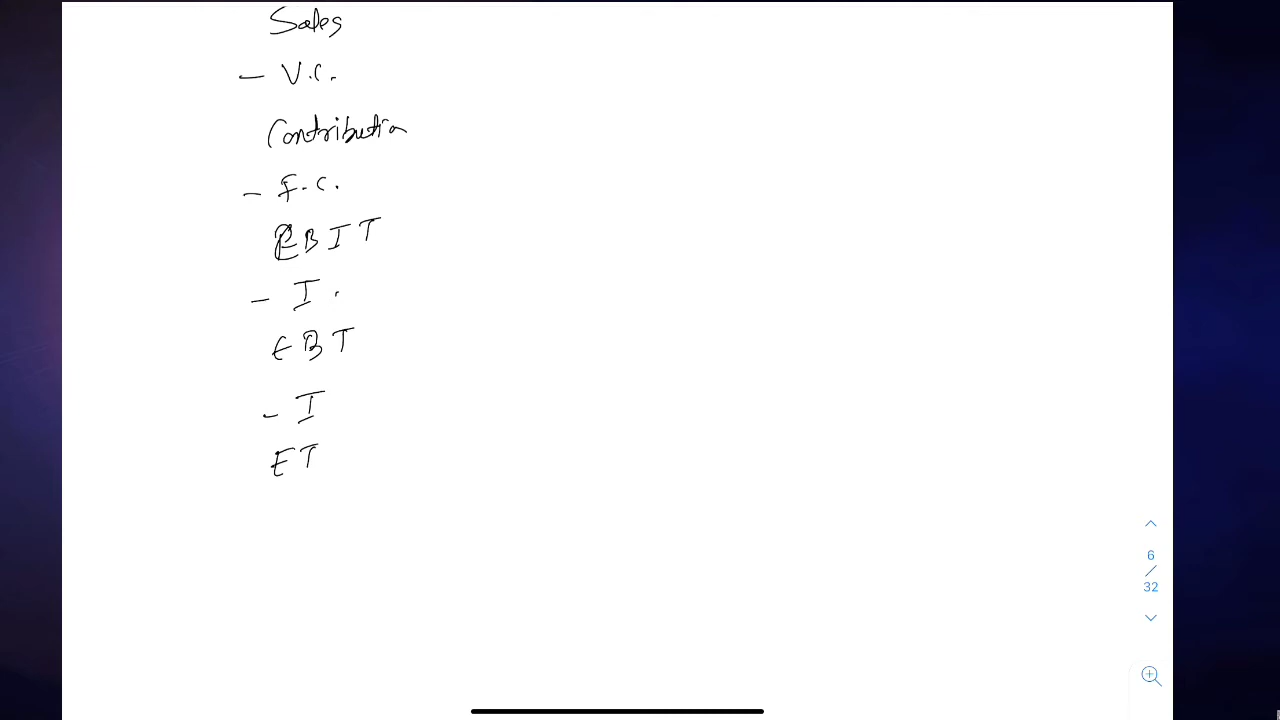 Sales
- V.C.
Contribution
- F.C.
EBIT
- I.
EBT
- I
ET
6
/
32